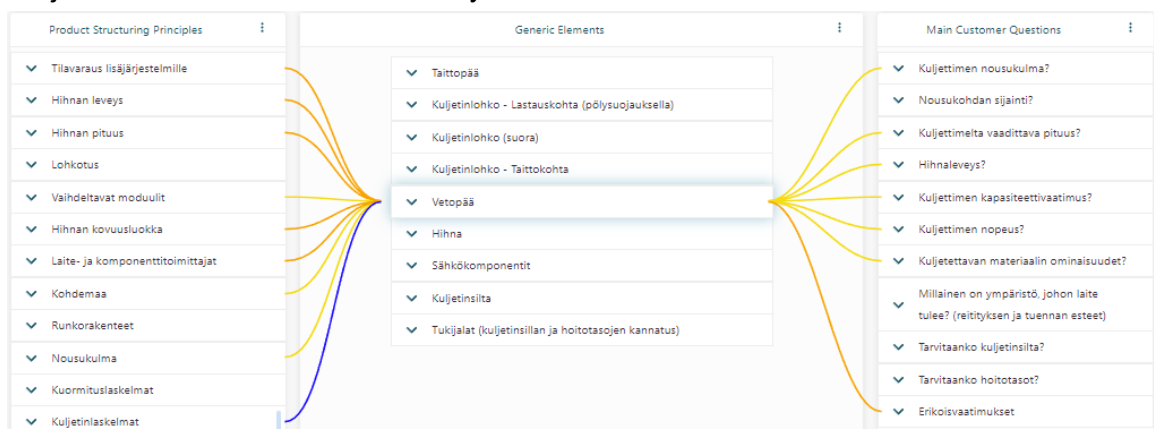 Product Structuring Principles
Tilavaraus lisäjärjestelmille
Hihnan leveys
Hihnan pituus
Lohkotus
Vaihdeltavat moduulit
Hihnan kovuusluokka
Laite- ja komponenttitoimittajat
Kohdemaa
Runkorakenteet
Nousukulma
Kuormituslaskelmat
Kuljetinlaskelmat
Generic Elements
Taittopää
Kuljetinlohko - Lastauskohta (pölysuojauksella)
Kuljetinlohko (suora)
Kuljetinlohko - Taittokohta
Vetopää
Hihna
Sähkökomponentit
Kuljetinsilta
Tukijalat (kuljetinsillan ja hoitotasojen kannatus)
Main Customer Questions
Kuljettimen nousukulma?
Nousukohdan sijainti?
Kuljettimelta vaadittava pituus?
Hihnaleveys?
Kuljettimen kapasiteettivaatimus?
Kuljettimen nopeus?
Kuljetettavan materiaalin ominaisuudet?
Millainen on ympäristö, johon laite
tulee? (reitityksen ja tuennan esteet)
Tarvitaanko kuljetinsilta?
Tarvitaanko hoitotasot?
Erikoisvaatimukset